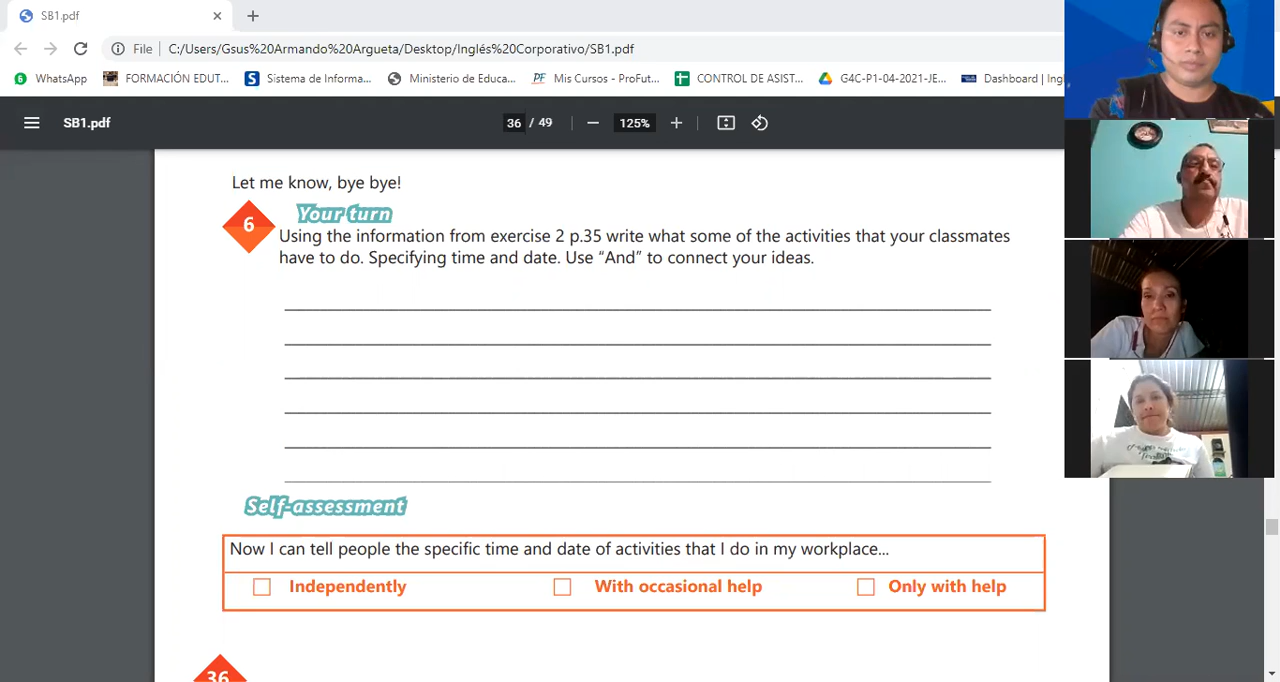 SB1.pdf
File C:/Users/Gsus%20Armando%20Argueta/Desktop/Inglés%20Corporativo/SB1.pdf
WhatsApp FORMACIÓN EDUT... Sistema de Informa... Ministerio de Educa... Mis Cursos - ProFut... CONTROL DE ASIST... G4C-P1-04-2021-JE... Dashboard | Ingl
SB1.pdf 36 / 49 125%
Let me know, bye bye!
6 Your turn
Using the information from exercise 2 p.35 write what some of the activities that your classmates
have to do. Specifying time and date. Use “And” to connect your ideas.
Self-assessment
Now I can tell people the specific time and date of activities that I do in my workplace...
Independently With occasional help Only with help
36